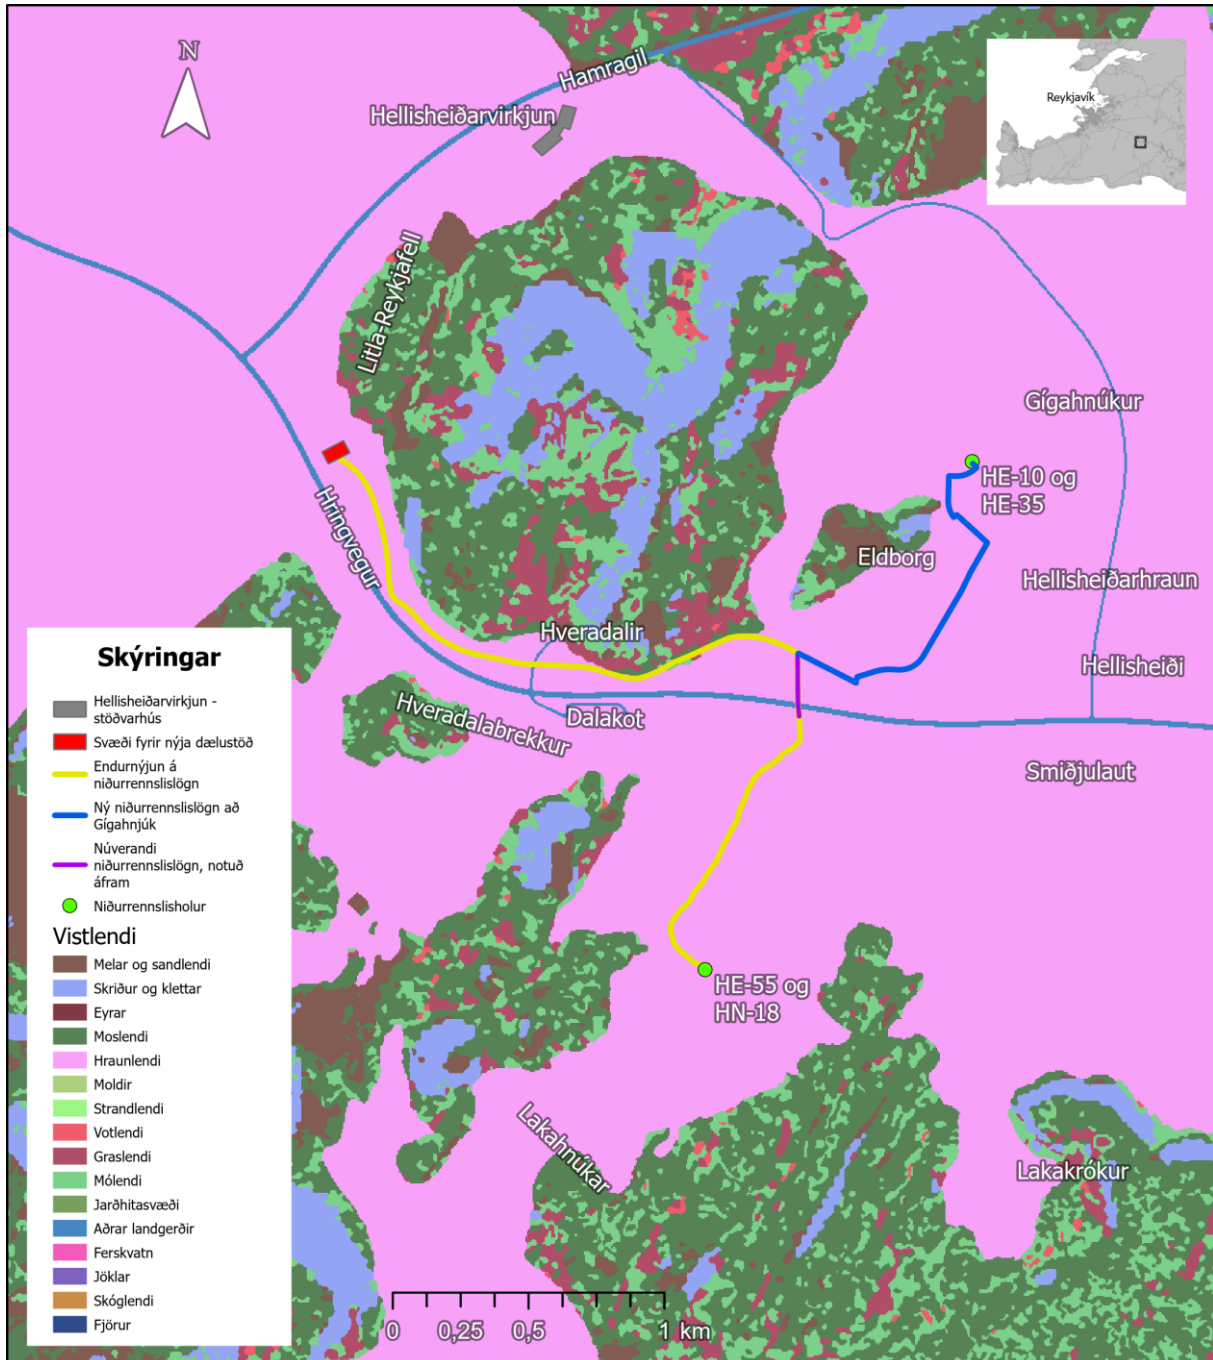 N
Hamragil
Hellisheiðarvirkjun
Reykjavík
Litla-Reykjafell
Gígahnúkur
HE-10 og
HE-35
Hringvegur
Eldborg
Hellisheiðarhraun
Hveradalir
Hellisheiði
Hveradalabrekkur
Dalakot
Smiðjulaut
HE-55 og
HN-18
Lakahnúkar
Lakakrókur
Skýringar
Hellisheiðarvirkjun -
stöðvarhús
Svæði fyrir nýja dælustöð
Endurnýjun á
niðurrennslislögn
Ný niðurrennslislögn að
Gígahnjúk
Núverandi
niðurrennslislögn, notuð
áfram
Niðurrennslisholur
Vistlendi
Melar og sandlendi
Skriður og klettar
Eyrar
Moslendi
Hraunlendi
Moldir
Strandlendi
Votlendi
Graslendi
Mólendi
Jarðhitasvæði
Aðrar landgerðir
Ferskvatn
Jöklar
Skóglendi
Fjörur
0 0,25 0,5 1 km